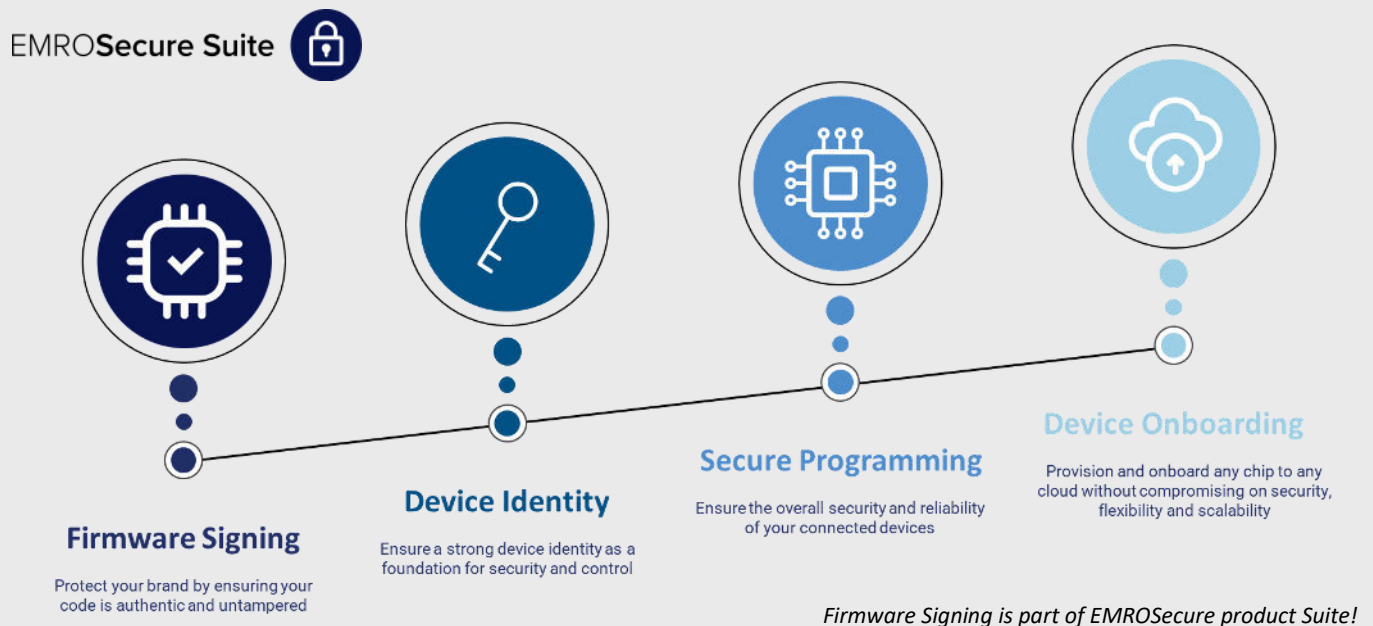 EMROSecure Suite
Firmware Signing
Protect your brand by ensuring your
code is authentic and untampered
Device Identity
Ensure a strong device identity as a
foundation for security and control
Secure Programming
Ensure the overall security and reliability
of your connected devices
Device Onboarding
Provision and onboard any chip to any
cloud without compromising on security,
flexibility and scalability
Firmware Signing is part of EMROSecure product Suite!